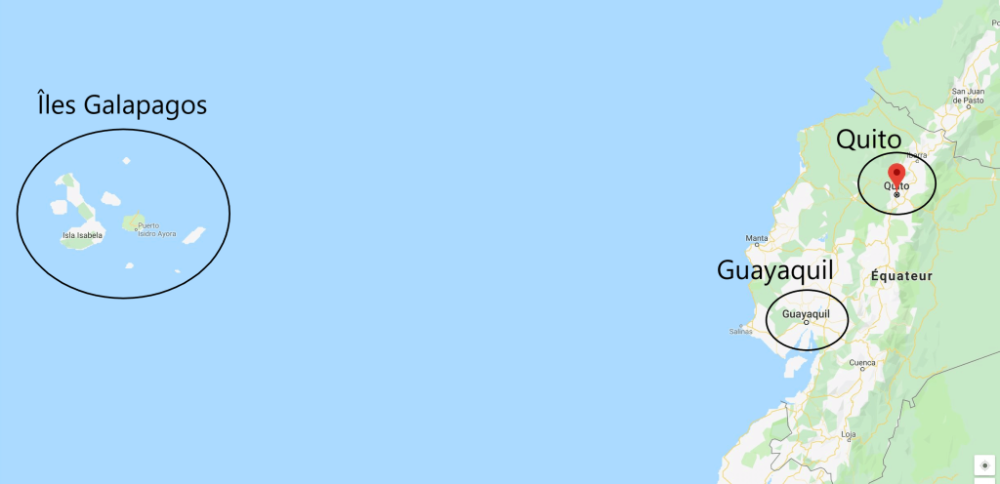 Îles Galapagos
Isla Isabela
Puerto
Isidro Ayora
San Juan
de Pasto
Quito
Ibarra
Quito
Manta
Guayaquil
Équateur
Guayaquil
Salinas
Cuenca
Loja